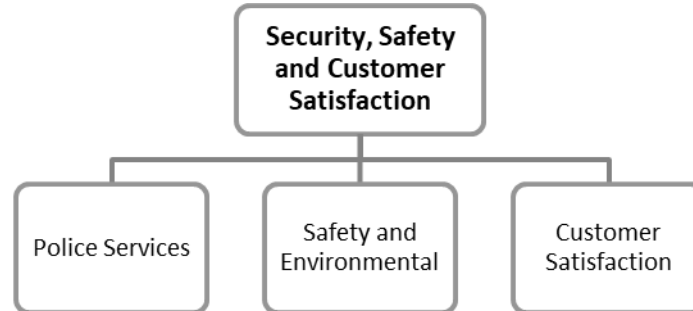 Security, Safety
and Customer
Satisfaction
Police Services
Safety and
Environmental
Customer
Satisfaction